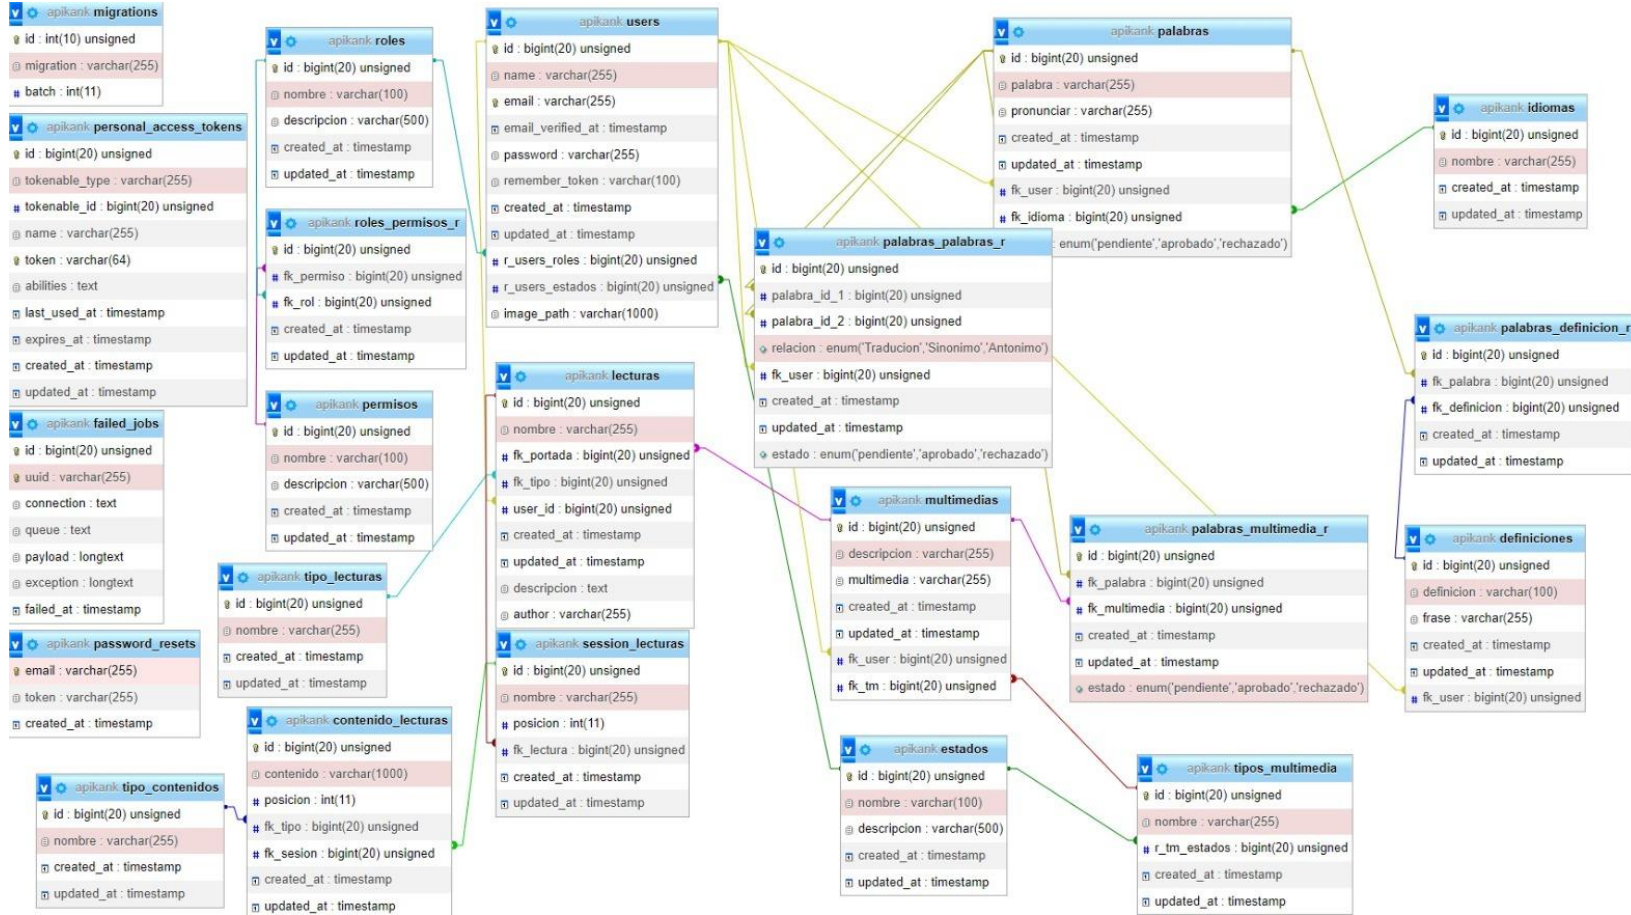 apikank migrations
id : int(10) unsigned
migration : varchar(255)
batch : int(11)
apikank personal_access_tokens
id : bigint(20) unsigned
tokenable_type : varchar(255)
tokenable_id : bigint(20) unsigned
name : varchar(255)
token : varchar(64)
abilities : text
last_used_at : timestamp
expires_at : timestamp
created_at : timestamp
updated_at : timestamp
apikank failed_jobs
id : bigint(20) unsigned
uuid : varchar(255)
connection : text
queue : text
payload : longtext
exception : longtext
failed_at : timestamp
apikank password_resets
email : varchar(255)
token : varchar(255)
created_at : timestamp
apikank tipo_contenidos
id : bigint(20) unsigned
nombre : varchar(255)
created_at : timestamp
updated_at : timestamp
apikank roles
id : bigint(20) unsigned
nombre : varchar(100)
descripcion : varchar(500)
created_at : timestamp
updated_at : timestamp
apikank roles_permisos_r
id : bigint(20) unsigned
fk_permiso : bigint(20) unsigned
fk_rol : bigint(20) unsigned
created_at : timestamp
updated_at : timestamp
apikank permisos
id : bigint(20) unsigned
nombre : varchar(100)
descripcion : varchar(500)
created_at : timestamp
updated_at : timestamp
apikank tipo_lecturas
id : bigint(20) unsigned
nombre : varchar(255)
created_at : timestamp
updated_at : timestamp
apikank contenido_lecturas
id : bigint(20) unsigned
contenido : varchar(1000)
posicion : int(11)
fk_tipo : bigint(20) unsigned
fk_sesion : bigint(20) unsigned
created_at : timestamp
updated_at : timestamp
apikank users
id : bigint(20) unsigned
name : varchar(255)
email : varchar(255)
email_verified_at : timestamp
password : varchar(255)
remember_token : varchar(100)
created_at : timestamp
updated_at : timestamp
r_users_roles : bigint(20) unsigned
r_users_estados : bigint(20) unsigned
image_path : varchar(1000)
apikank lecturas
id : bigint(20) unsigned
nombre : varchar(255)
fk_portada : bigint(20) unsigned
fk_tipo : bigint(20) unsigned
user_id : bigint(20) unsigned
created_at : timestamp
updated_at : timestamp
descripcion : text
author : varchar(255)
apikank session_lecturas
id : bigint(20) unsigned
nombre : varchar(255)
posicion : int(11)
fk_lectura : bigint(20) unsigned
created_at : timestamp
updated_at : timestamp
apikank palabras
id : bigint(20) unsigned
palabra : varchar(255)
pronunciar : varchar(255)
created_at : timestamp
updated_at : timestamp
fk_user : bigint(20) unsigned
fk_idioma : bigint(20) unsigned
: enum('pendiente','aprobado','rechazado')
apikank palabras_palabras_r
id : bigint(20) unsigned
palabra_id_1 : bigint(20) unsigned
palabra_id_2 : bigint(20) unsigned
relacion : enum('Traducion','Sinonimo','Antonimo')
fk_user : bigint(20) unsigned
created_at : timestamp
updated_at : timestamp
estado : enum('pendiente','aprobado','rechazado')
apikank multimedias
id : bigint(20) unsigned
descripcion : varchar(255)
multimedia : varchar(255)
created_at : timestamp
updated_at : timestamp
fk_user : bigint(20) unsigned
fk_tm : bigint(20) unsigned
apikank estados
id : bigint(20) unsigned
nombre : varchar(100)
descripcion : varchar(500)
created_at : timestamp
updated_at : timestamp
apikank palabras_multimedia_r
id : bigint(20) unsigned
fk_palabra : bigint(20) unsigned
fk_multimedia : bigint(20) unsigned
created_at : timestamp
updated_at : timestamp
estado : enum('pendiente','aprobado','rechazado')
apikank tipos_multimedia
id : bigint(20) unsigned
nombre : varchar(255)
r_tm_estados : bigint(20) unsigned
created_at : timestamp
updated_at : timestamp
apikank idiomas
id : bigint(20) unsigned
nombre : varchar(255)
created_at : timestamp
updated_at : timestamp
apikank palabras_definicion_r
id : bigint(20) unsigned
fk_palabra : bigint(20) unsigned
fk_definicion : bigint(20) unsigned
created_at : timestamp
updated_at : timestamp
apikank definiciones
id : bigint(20) unsigned
definicion : varchar(100)
frase : varchar(255)
created_at : timestamp
updated_at : timestamp
fk_user : bigint(20) unsigned